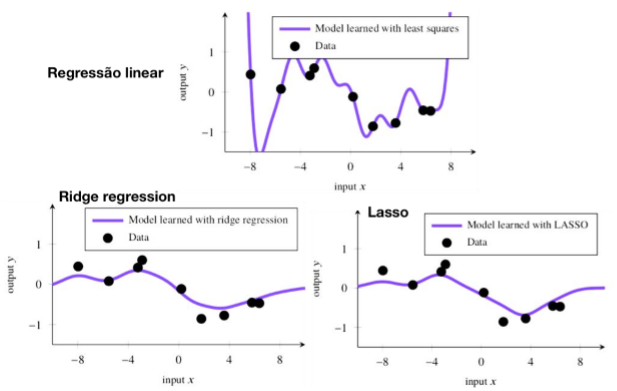 Regressão linear
Model learned with least squares
Data
output y
1
0
−1
−8
−4
0
4
8
input x
Ridge regression
Model learned with ridge regression
Data
output y
1
0
−1
−8
−4
0
4
8
input x
Lasso
Model learned with LASSO
Data
output y
1
0
−1
−8
−4
0
4
8
input x